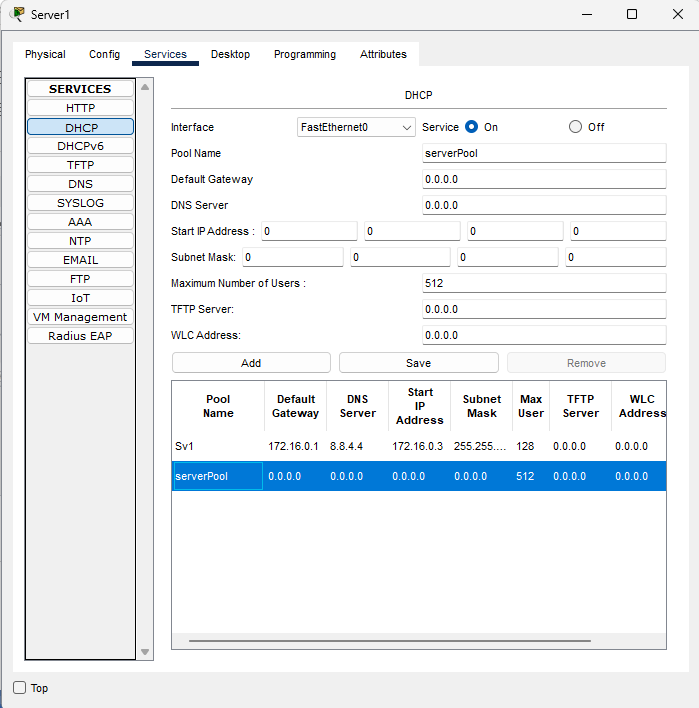 Server1
Physical Config Services Desktop Programming Attributes
SERVICES
HTTP
DHCP
DHCPv6
TFTP
DNS
SYSLOG
AAA
NTP
EMAIL
FTP
IoT
VM Management
Radius EAP
DHCP
Interface FastEthernet0 Service On Off
Pool Name serverPool
Default Gateway 0.0.0.0
DNS Server 0.0.0.0
Start IP Address : 0 0 0 0
Subnet Mask: 0 0 0 0
Maximum Number of Users : 512
TFTP Server: 0.0.0.0
WLC Address: 0.0.0.0
Add Save Remove
Pool Name Default Gateway DNS Server Start IP Address Subnet Mask Max User TFTP Server WLC Address
Sv1 172.16.0.1 8.8.4.4 172.16.0.3 255.255.... 128 0.0.0.0 0.0.0.0
serverPool 0.0.0.0 0.0.0.0 0.0.0.0 0.0.0.0 512 0.0.0.0 0.0.0.0
Top